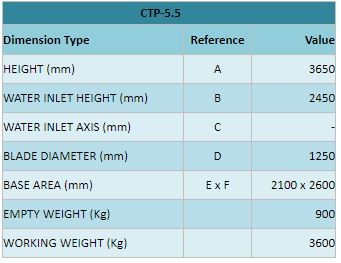 CTP-5.5
Dimension Type Reference Value
HEIGHT (mm) A 3650
WATER INLET HEIGHT (mm) B 2450
WATER INLET AXIS (mm) C -
BLADE DIAMETER (mm) D 1250
BASE AREA (mm) E x F 2100 x 2600
EMPTY WEIGHT (Kg) 900
WORKING WEIGHT (Kg) 3600